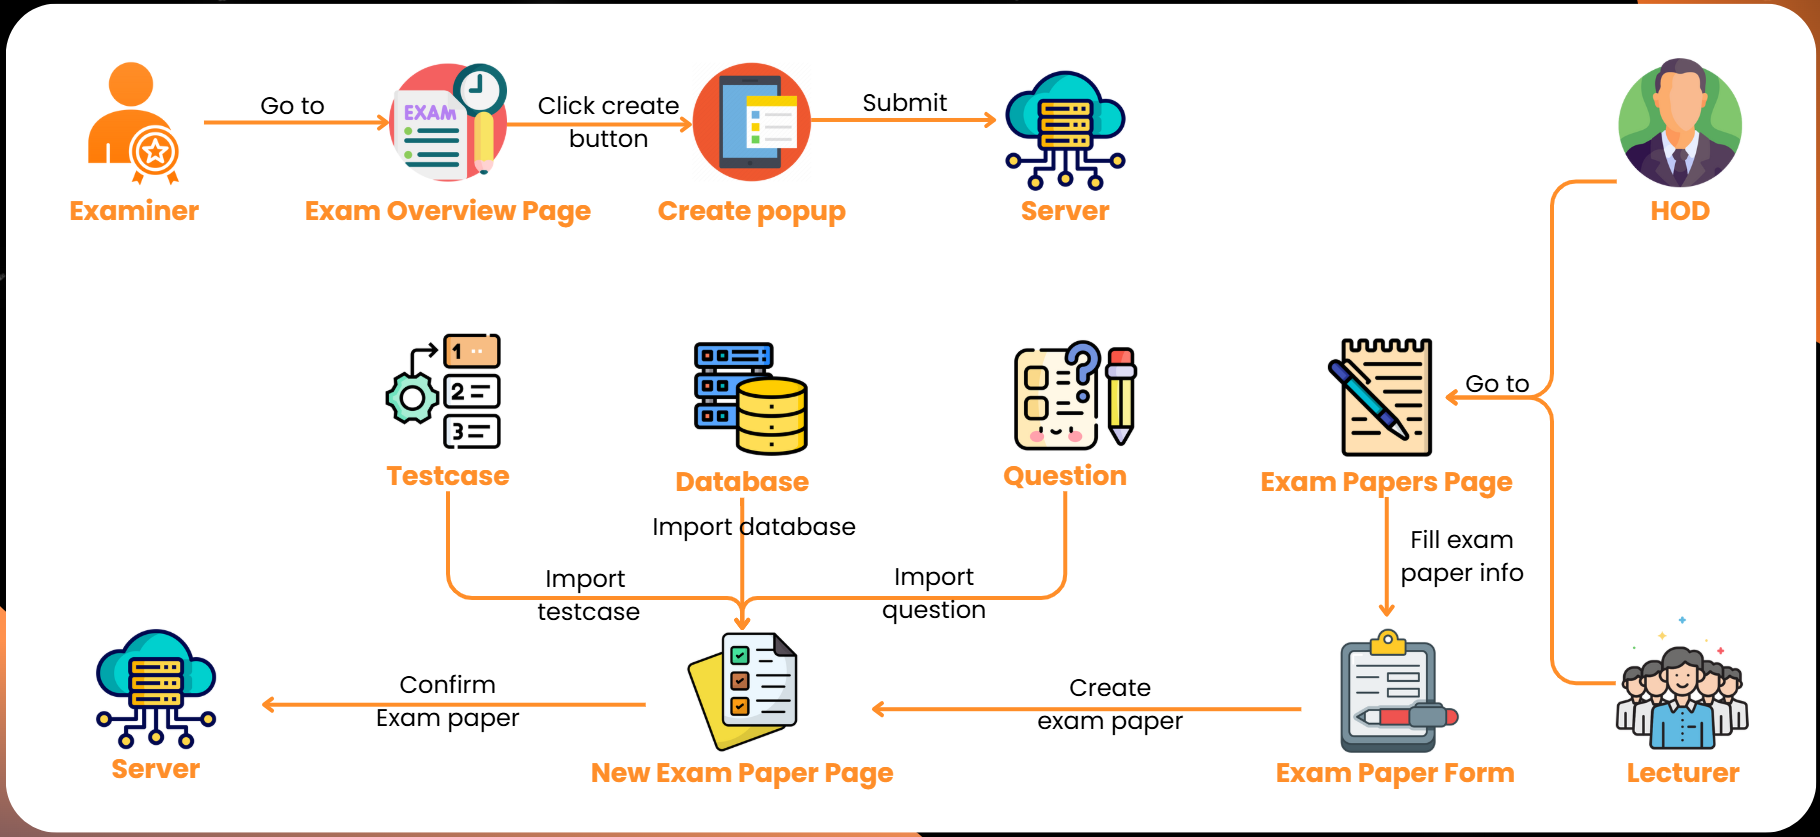 Go to
Click create
button
Submit
EXAM
Examiner
Exam Overview Page
Create popup
Server
HOD
1
2
3
Go to
Testcase
Database
Question
Exam Papers Page
Import database
Fill exam
paper info
Import
testcase
Import
question
Confirm
Exam paper
Create
exam paper
Server
New Exam Paper Page
Exam Paper Form
Lecturer